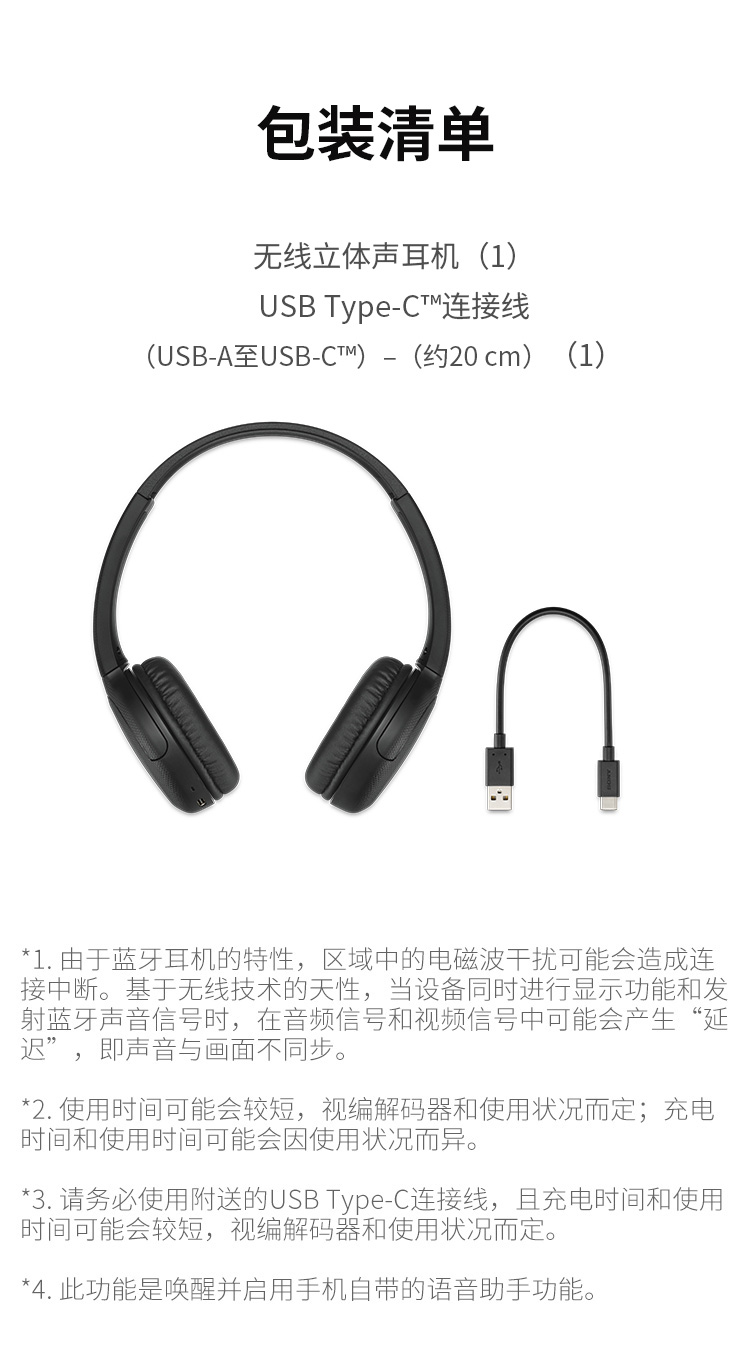 包装清单
无线立体声耳机（1）
USB Type-C™连接线
（USB-A至USB-C™）–（约20 cm）（1）
*1. 由于蓝牙耳机的特性，区域中的电磁波干扰可能会造成连
接中断。基于无线技术的天性，当设备同时进行显示功能和发
射蓝牙声音信号时，在音频信号和视频信号中可能会产生“延
迟”，即声音与画面不同步。
*2. 使用时间可能会较短，视编解码器和使用状况而定；充电
时间和使用时间可能会因使用状况而异。
*3. 请务必使用附送的USB Type-C连接线，且充电时间和使用
时间可能会较短，视编解码器和使用状况而定。
*4. 此功能是唤醒并启用手机自带的语音助手功能。